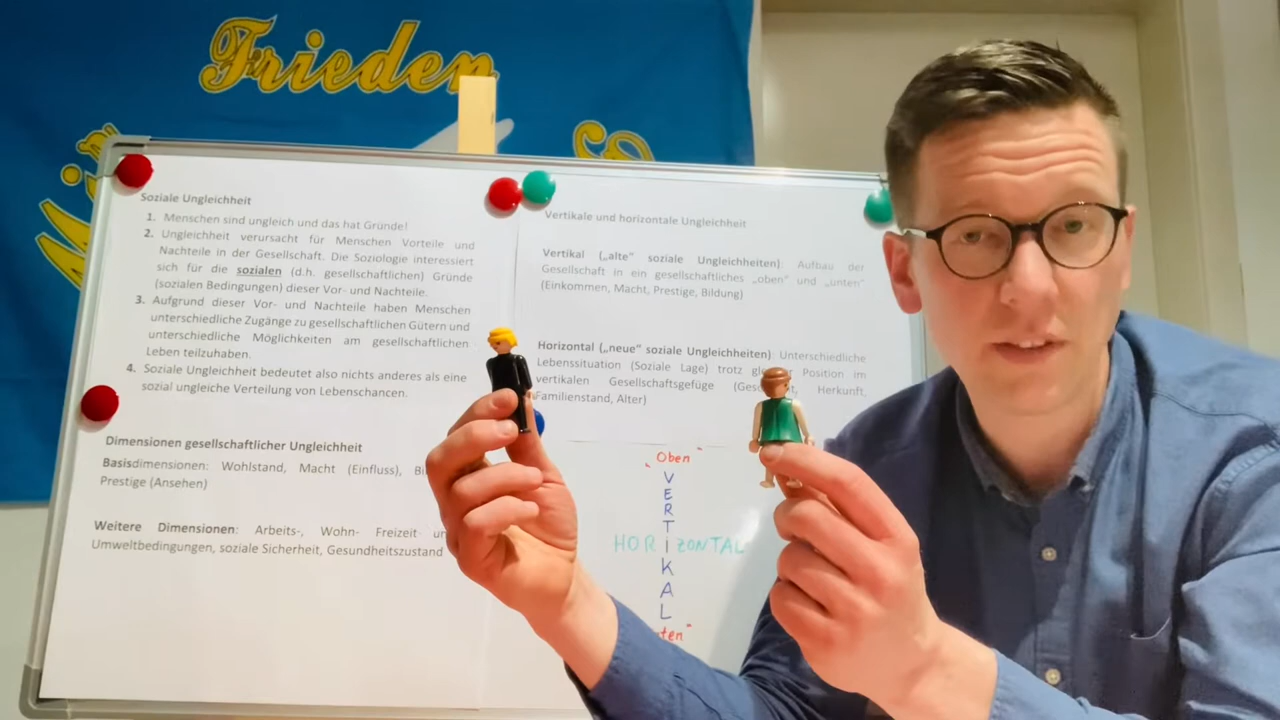 Frieden
Soziale Ungleichheit
1. Menschen sind ungleich und das hat Gründe!
2. Ungleichheit verursacht für Menschen Vorteile und
Nachteile in der Gesellschaft. Die Soziologie interessiert
sich für die sozialen (d.h. gesellschaftlichen) Gründe
(sozialen Bedingungen) dieser Vor- und Nachteile.
3. Aufgrund dieser Vor- und Nachteile haben Menschen
unterschiedliche Zugänge zu gesellschaftlichen Gütern und
unterschiedliche Möglichkeiten am gesellschaftlichen
Leben teilzuhaben.
4. Soziale Ungleichheit bedeutet also nichts anderes als eine
sozial ungleiche Verteilung von Lebenschancen.
Dimensionen gesellschaftlicher Ungleichheit
Basisdimensionen: Wohlstand, Macht (Einfluss),
Prestige (Ansehen)
Weitere Dimensionen: Arbeits-, Wohn- Freizeit-
Umweltbedingungen, soziale Sicherheit, Gesundheitszustand
Vertikale und horizontale Ungleichheit
Vertikal („alte" soziale Ungleichheiten): Aufbau der
Gesellschaft in ein gesellschaftliches „oben" und „unten"
(Einkommen, Macht, Prestige, Bildung)
Horizontal („neue" soziale Ungleichheiten) Unterschiedliche
Lebenssituation (Soziale Lage) trotz Position im
vertikalen Gesellschaftsgefüge Herkunft,
Familienstand, Alter)
„Oben"
VERTiKAL
HORiZONTAL